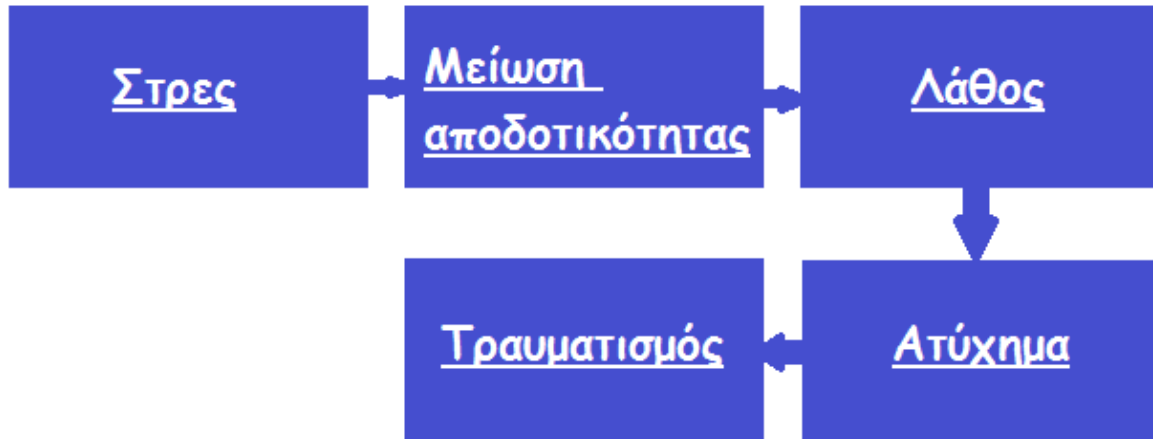 Στρες
Μείωση
αποδοτικότητας
Λάθος
Ατύχημα
Τραυματισμός